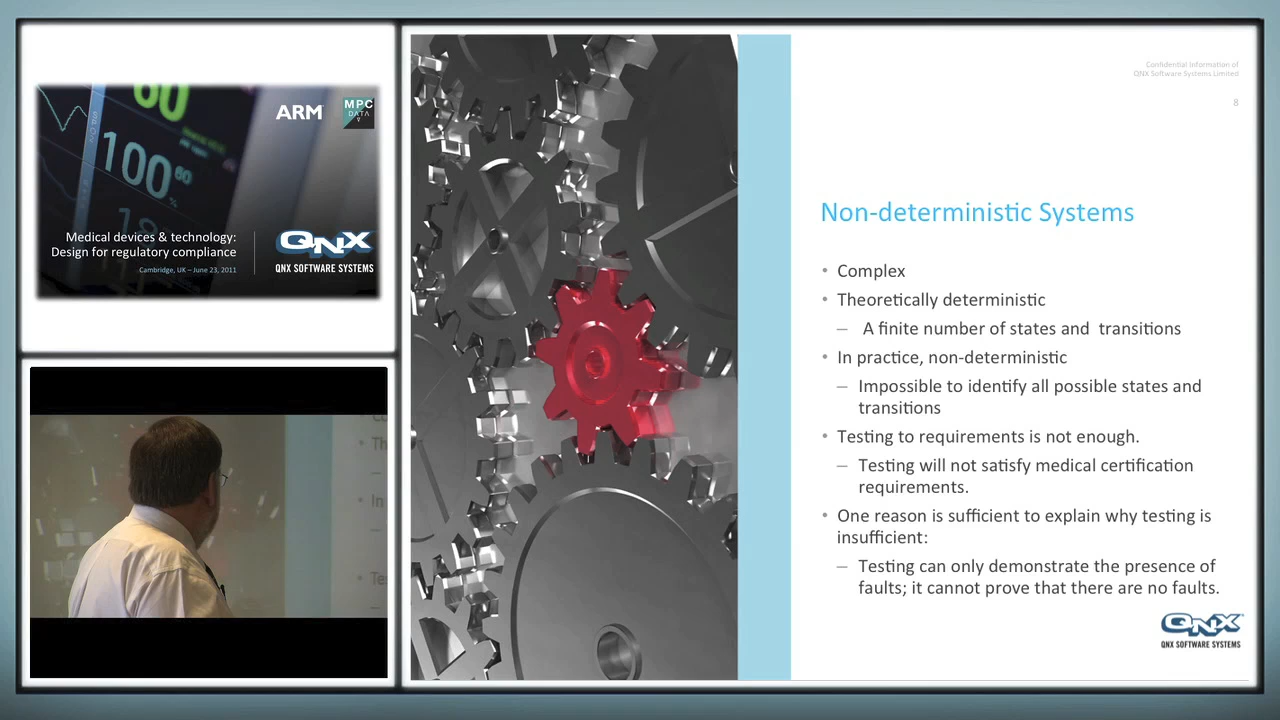 60
100 60
%
18
ARM
MPC
DATA
Medical devices & technology:
Design for regulatory compliance
Cambridge, UK – June 23, 2011
QNX
QNX SOFTWARE SYSTEMS
Confidential Information of
QNX Software Systems Limited
8
Non-deterministic Systems
• Complex
• Theoretically deterministic
– A finite number of states and transitions
• In practice, non-deterministic
– Impossible to identify all possible states and
transitions
• Testing to requirements is not enough.
– Testing will not satisfy medical certification
requirements.
• One reason is sufficient to explain why testing is
insufficient:
– Testing can only demonstrate the presence of
faults; it cannot prove that there are no faults.
QNX
QNX SOFTWARE SYSTEMS
• Th
–
• In
–
• Tes
–